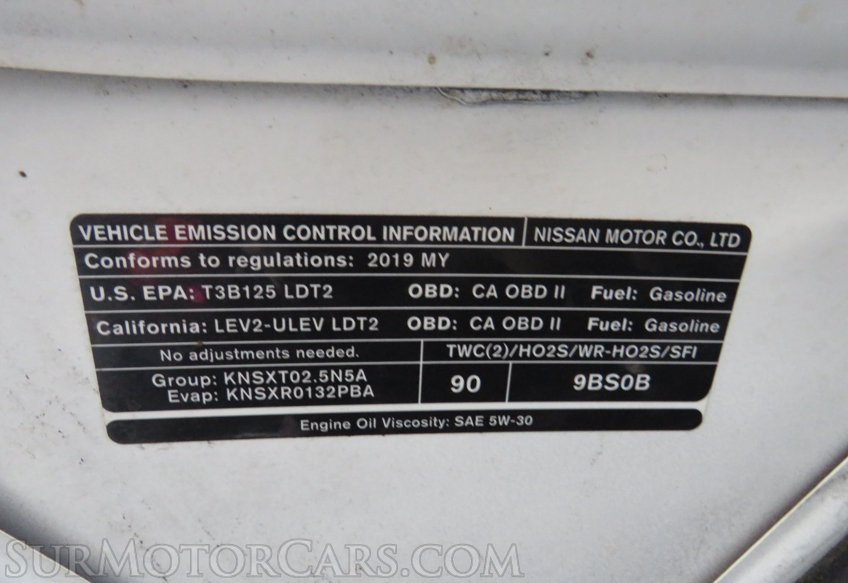 VEHICLE EMISSION CONTROL INFORMATION NISSAN MOTOR CO., LTD
Conforms to regulations: 2019 MY
U.S. EPA: T3B125 LDT2 OBD: CA OBD II Fuel: Gasoline
California: LEV2-ULEV LDT2 OBD: CA OBD II Fuel: Gasoline
No adjustments needed. TWC(2)/HO2S/WR-HO2S/SFI
Group: KNSXT02.5N5A
Evap: KNSXR0132PBA
90 9BS0B
Engine Oil Viscosity: SAE 5W-30
SurMotorCars.com